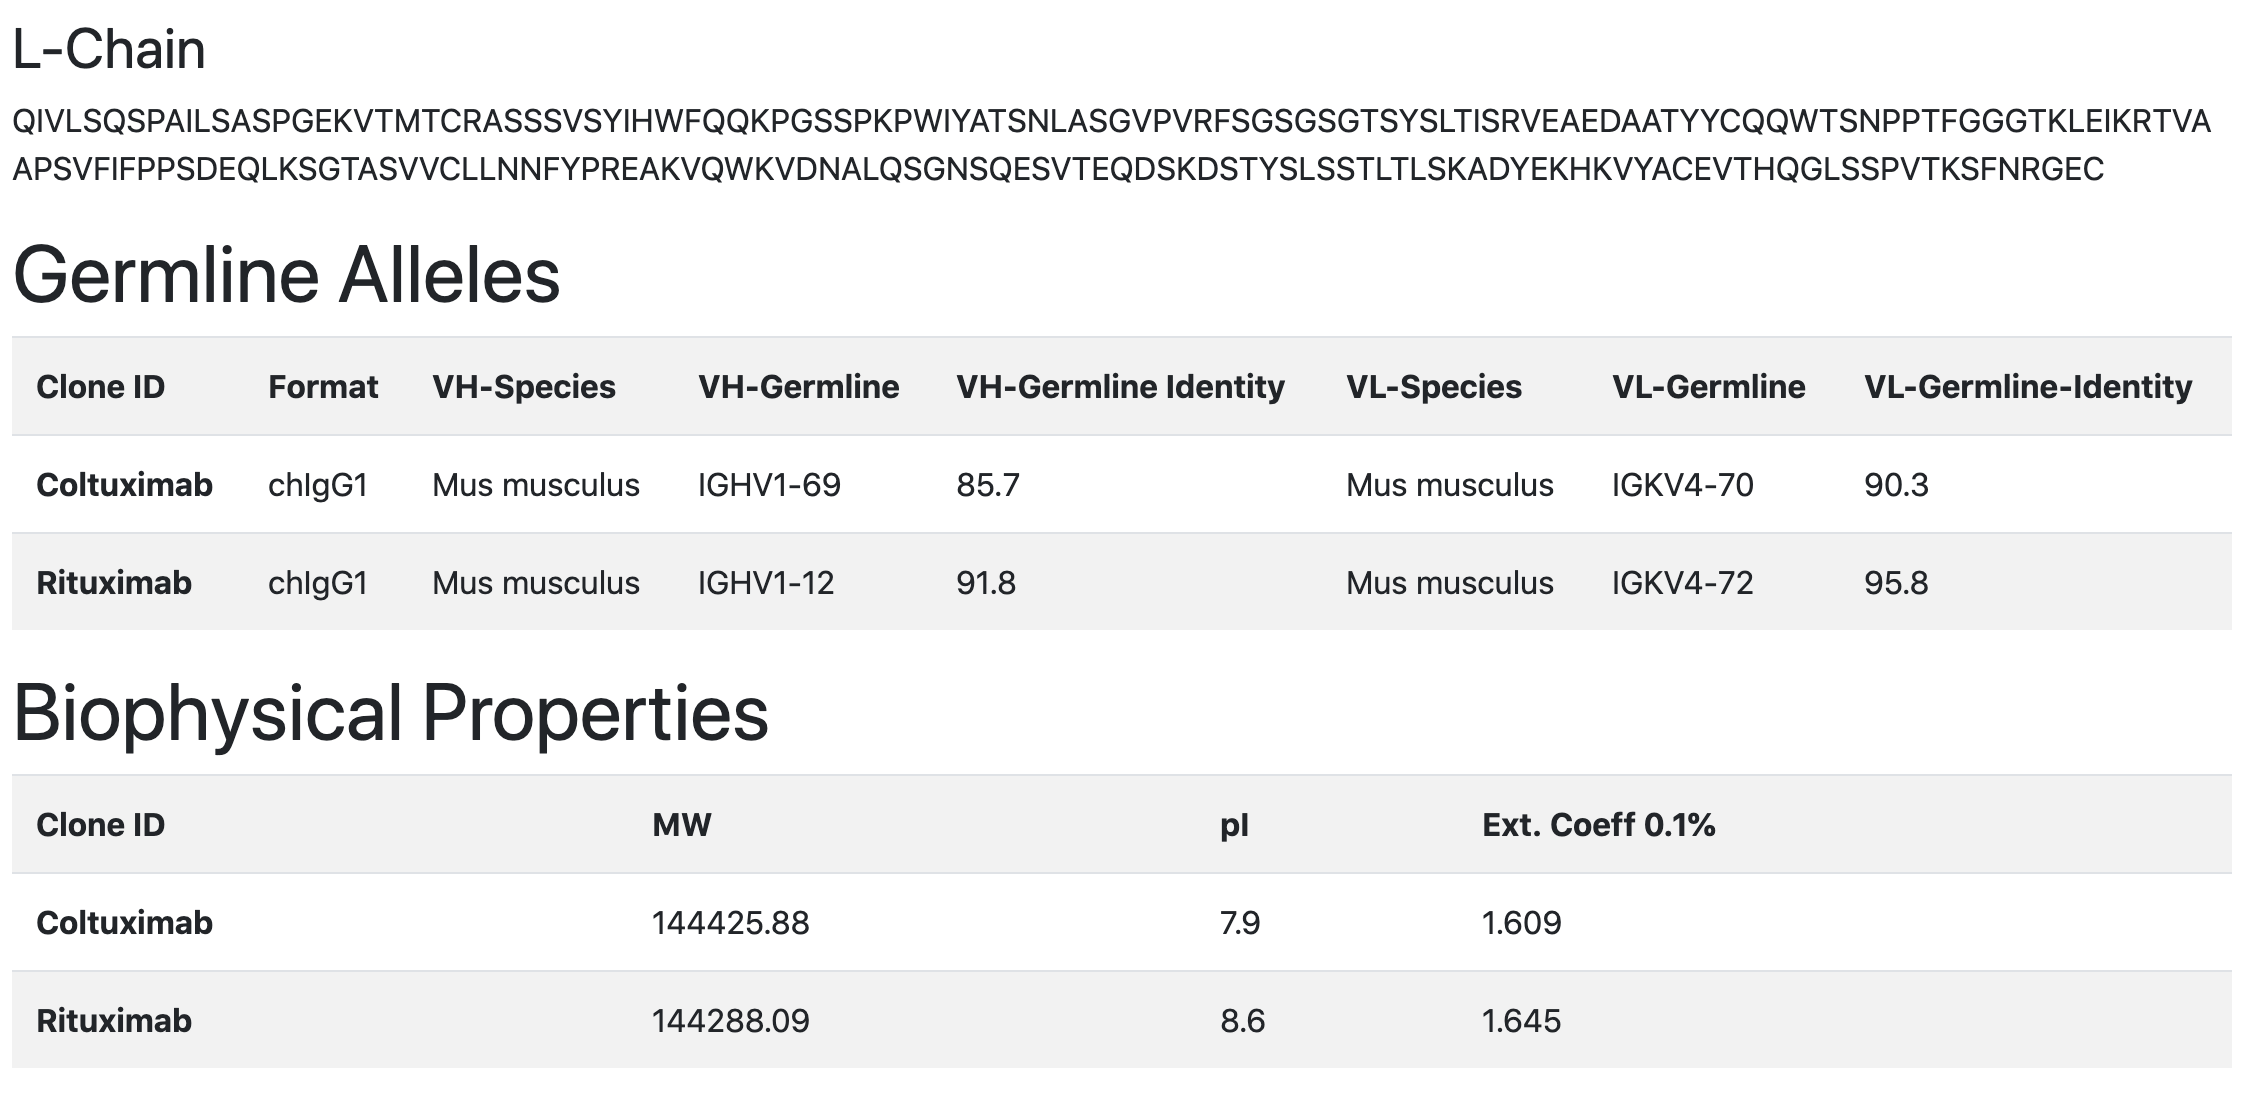 L-Chain
QIVLSQSPAILSASPGEKVTMTCRASSSVSYIHWFQQKPGSSPKPWIYATSNLASGVPVRFSGSGSGTSYSLTISRVEAEDAATYYCQQWTSNPPTFGGGTKLEIKRTVA
APSVFIFPPSDEQLKSGTASVVCLLNNFYPREAKVQWKVDNALQSGNSQESVTEQDSKDSTYSLSSTLTLSKADYEKHKVYACEVTHQGLSSPVTKSFNRGEC
Germline Alleles
Clone ID Format VH-Species VH-Germline VH-Germline Identity VL-Species VL-Germline VL-Germline-Identity
Coltuximab chIgG1 Mus musculus IGHV1-69 85.7 Mus musculus IGKV4-70 90.3
Rituximab chIgG1 Mus musculus IGHV1-12 91.8 Mus musculus IGKV4-72 95.8
Biophysical Properties
Clone ID MW pI Ext. Coeff 0.1%
Coltuximab 144425.88 7.9 1.609
Rituximab 144288.09 8.6 1.645